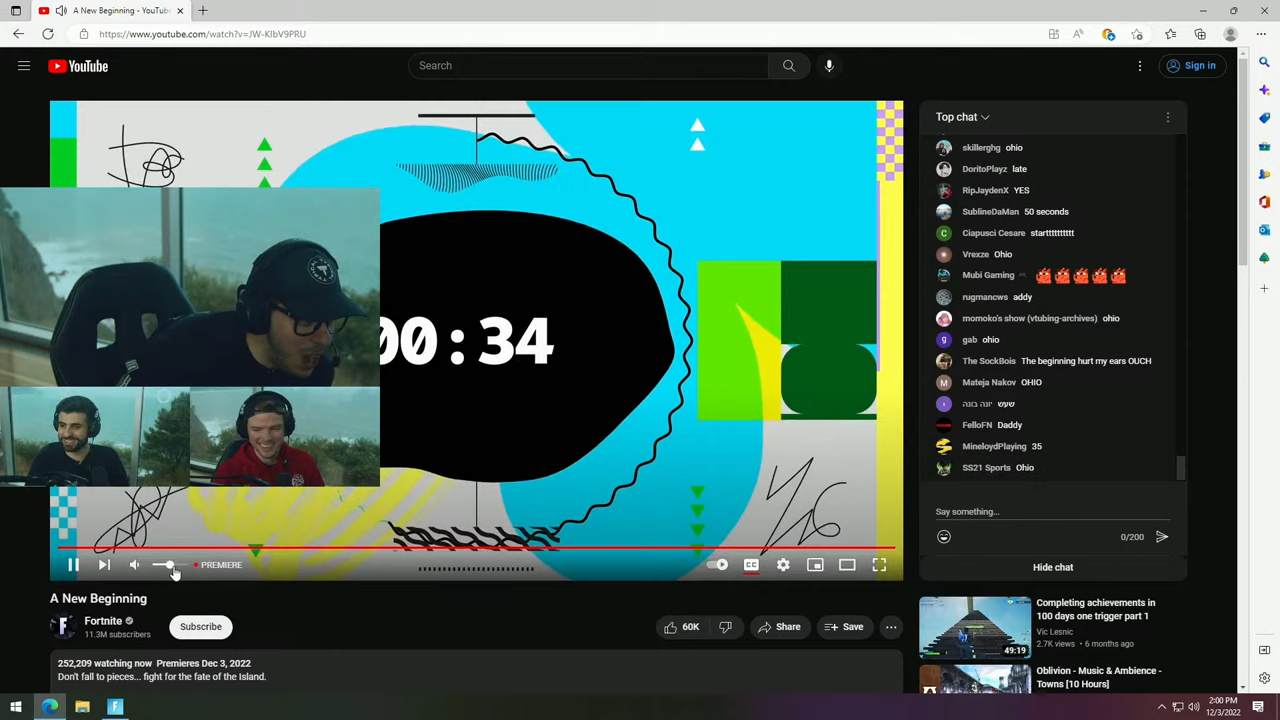 A New Beginning - YouTub
https://www.youtube.com/watch?v=JW-KIbV9PRU
YouTube
Search
Sign in
Top chat
skillerghg ohio
DoritoPlayz late
RipJaydenX YES
SublineDaMan 50 seconds
C Ciapusci Cesare starttttttttt
Vrexze Ohio
Mubi Gaming
rugmancws addy
momoko's show (vtubing-archives) ohio
g gab ohio
The SockBois The beginning hurt my ears OUCH
M Mateja Nakov OHIO
יונה בונה שעש
FelloFN Daddy
MineloydPlaying 35
SS21 Sports Ohio
Say something...
0/200
Hide chat
00:34
PREMIERE
CC
A New Beginning
Fortnite
11.3M subscribers
Subscribe
60K
Share
Save
252,209 watching now Premieres Dec 3, 2022
Don't fall to pieces... fight for the fate of the Island.
Completing achievements in
100 days one trigger part 1
Vic Lesnic
2.7K views • 6 months ago
49:19
Oblivion - Music & Ambience -
Towns [10 Hours]
2:00 PM
12/3/2022